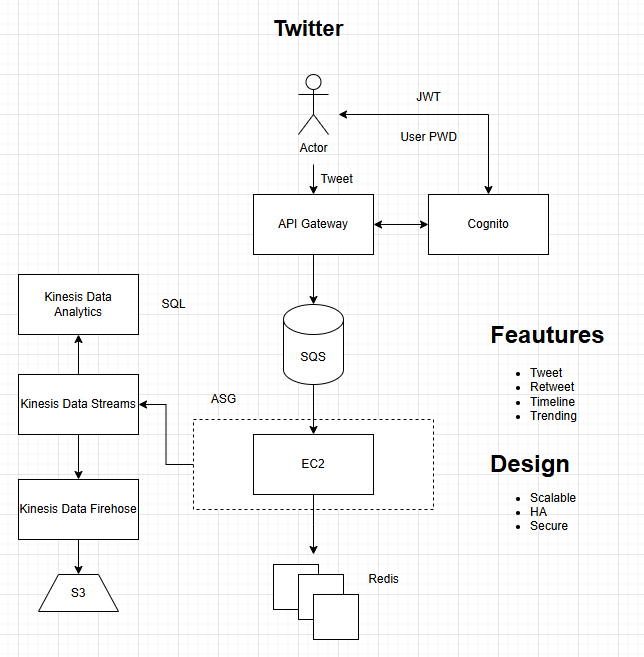 Twitter
JWT
User PWD
Actor
Tweet
API Gateway
Cognito
Kinesis Data
Analytics
SQL
SQS
Kinesis Data Streams
ASG
EC2
Kinesis Data Firehose
S3
Redis
Feautures
Tweet
Retweet
Timeline
Trending
Design
Scalable
HA
Secure